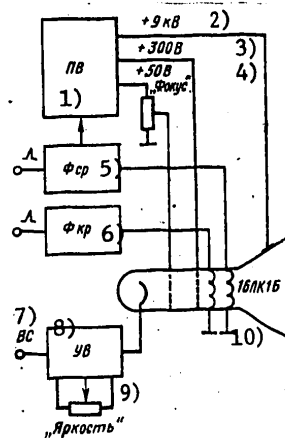 +9 кВ 2)
+300В 3)
+50В 4)
ПВ
1)
„Фокус"
Λ Фср 5)
Λ Фкр 6)
16ЛК1Б
7) 8)
ВС УВ
10)
9)
„Яркость"